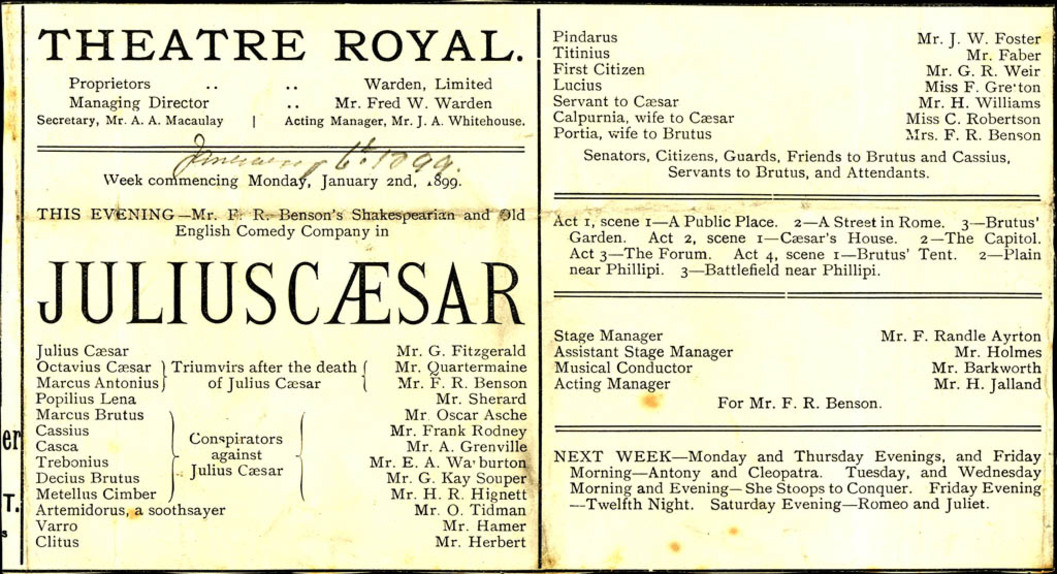 THEATRE ROYAL.
Proprietors .. .. Warden, Limited
Managing Director .. Mr. Fred W. Warden
Secretary, Mr. A. A. Macaulay | Acting Manager, Mr. J. A. Whitehouse.
January 6th 1899.
Week commencing Monday, January 2nd, 1899.
THIS EVENING—Mr. F. R. Benson's Shakespearian and Old
English Comedy Company in
JULIUS CÆSAR
Julius Cæsar Mr. G. Fitzgerald
Octavius Cæsar } Triumvirs after the death { Mr. Quartermaine
Marcus Antonius } of Julius Cæsar { Mr. F. R. Benson
Popilius Lena Mr. Sherard
Marcus Brutus Mr. Oscar Asche
Cassius Mr. Frank Rodney
Casca Conspirators Mr. A. Grenville
Trebonius against Mr. E. A. Warburton
Decius Brutus Julius Cæsar Mr. G. Kay Souper
Metellus Cimber Mr. H. R. Hignett
Artemidorus, a soothsayer Mr. O. Tidman
Varro Mr. Hamer
Clitus Mr. Herbert
Pindarus Mr. J. W. Foster
Titinius Mr. Faber
First Citizen Mr. G. R. Weir
Lucius Miss F. Greton
Servant to Cæsar Mr. H. Williams
Calpurnia, wife to Cæsar Miss C. Robertson
Portia, wife to Brutus Mrs. F. R. Benson
Senators, Citizens, Guards, Friends to Brutus and Cassius,
Servants to Brutus, and Attendants.
Act 1, scene 1—A Public Place. 2—A Street in Rome. 3—Brutus'
Garden. Act 2, scene 1—Cæsar's House. 2—The Capitol.
Act 3—The Forum. Act 4, scene 1—Brutus' Tent. 2—Plain
near Phillipi. 3—Battlefield near Phillipi.
Stage Manager Mr. F. Randle Ayrton
Assistant Stage Manager Mr. Holmes
Musical Conductor Mr. Barkworth
Acting Manager Mr. H. Jalland
For Mr. F. R. Benson.
NEXT WEEK—Monday and Thursday Evenings, and Friday
Morning—Antony and Cleopatra. Tuesday, and Wednesday
Morning and Evening—She Stoops to Conquer. Friday Evening
—Twelfth Night. Saturday Evening—Romeo and Juliet.
er
T.
s